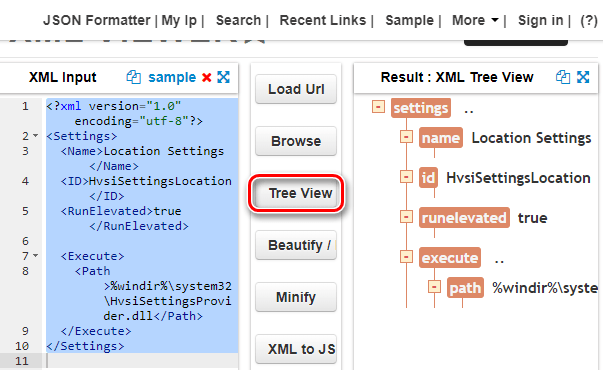 JSON Formatter | My Ip | Search | Recent Links | Sample | More | Sign in | (?)
XML Input sample
1 <?xml version="1.0"
encoding="utf-8"?>
2 <Settings>
3 <Name>Location Settings
</Name>
4 <ID>HvsiSettingsLocation
</ID>
5 <RunElevated>true
</RunElevated>
6
7 <Execute>
8 <Path
>%windir%\system32
\HvsiSettingsProvi
der.dll</Path>
9 </Execute>
10 </Settings>
11
Load Url
Browse
Tree View
Beautify /
Minify
XML to JS
Result : XML Tree View
settings ..
name Location Settings
id HvsiSettingsLocation
runelevated true
execute ..
path %windir%\syste